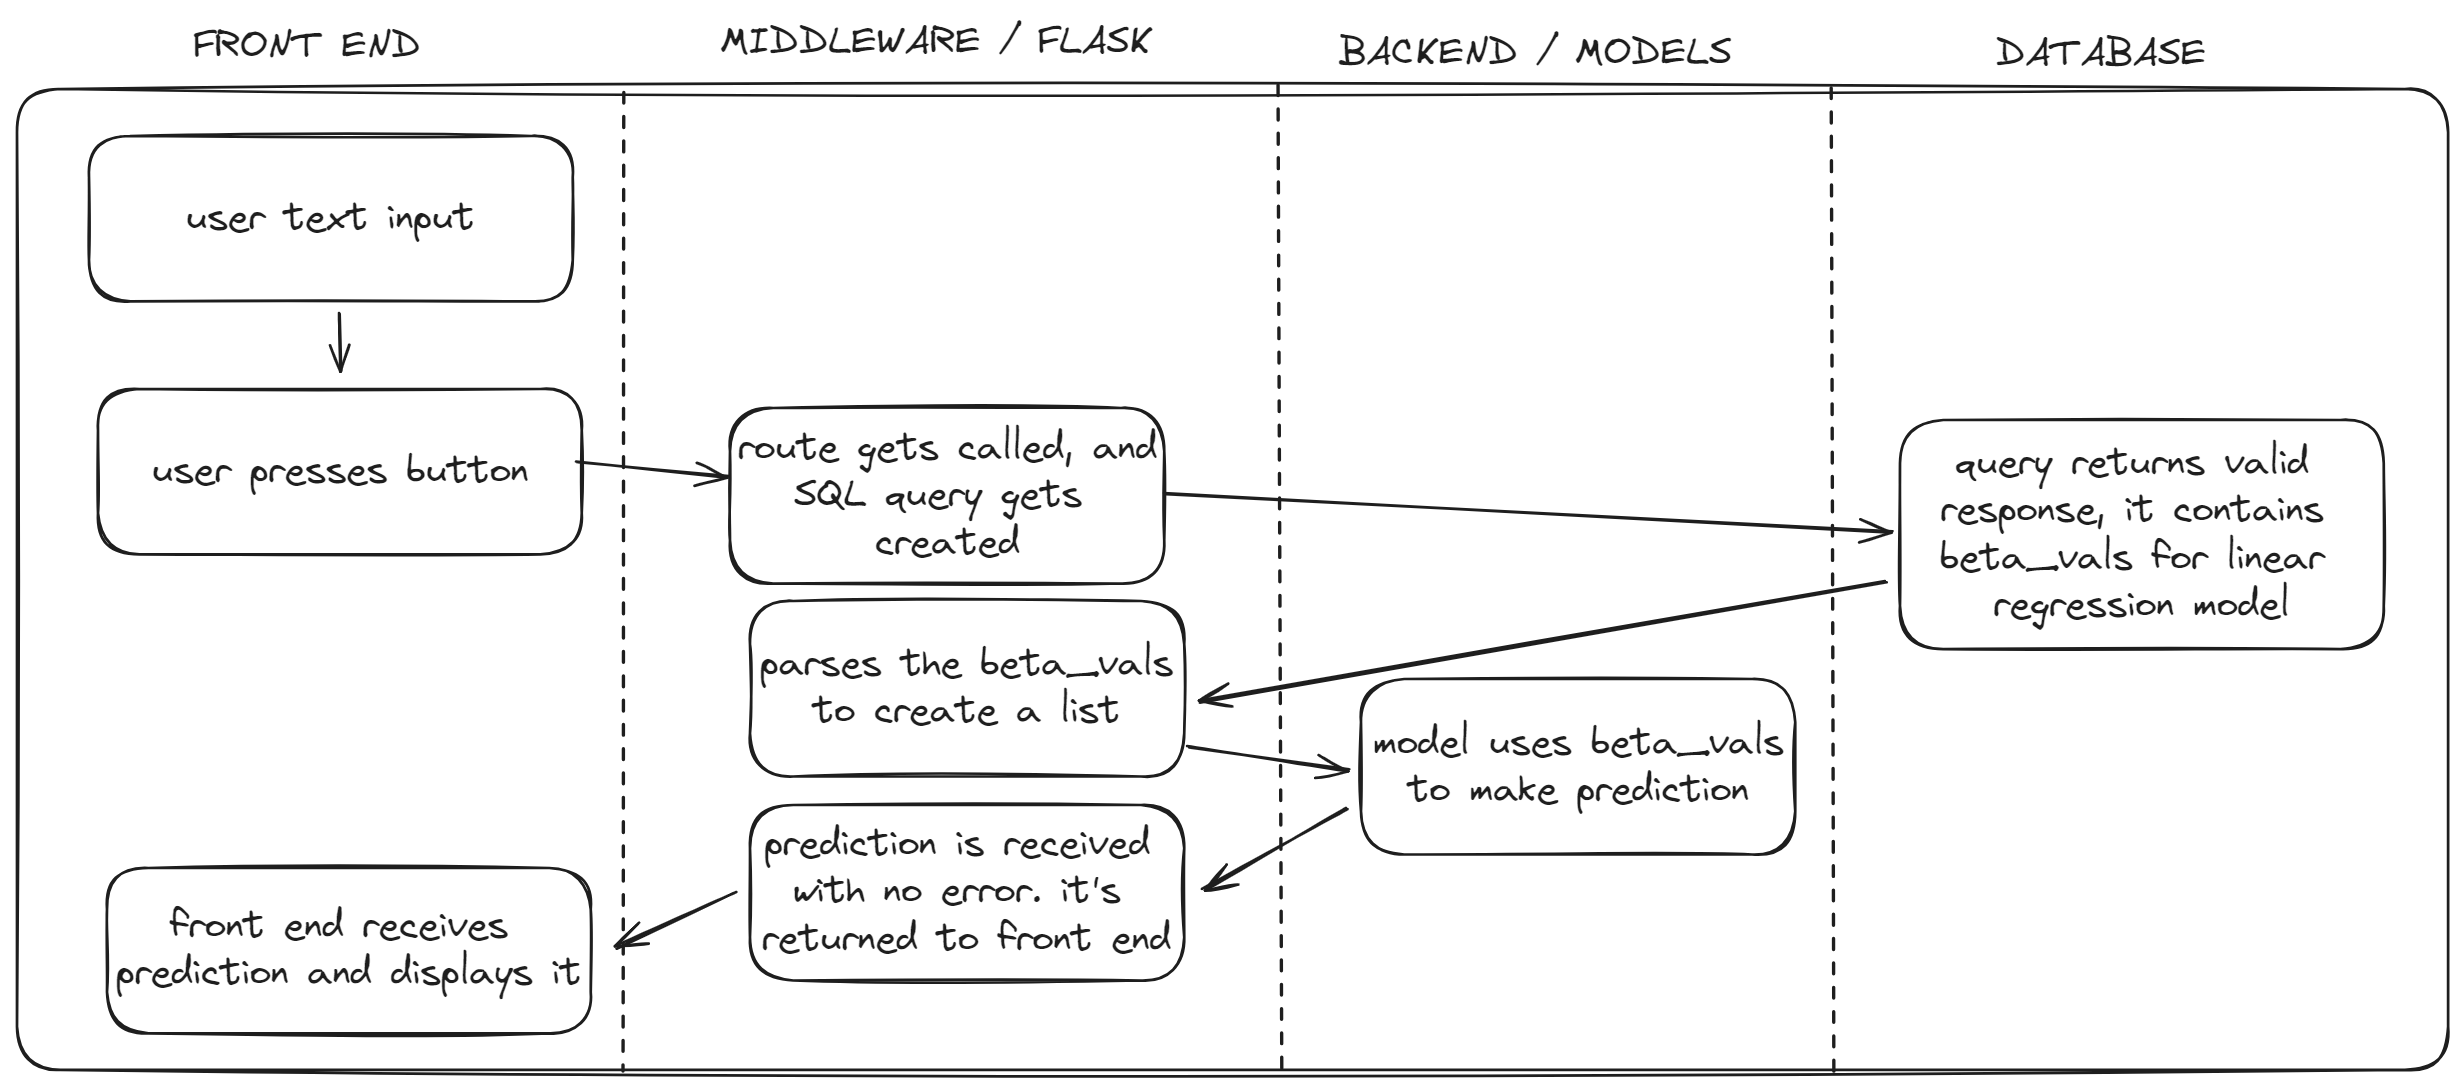 FRONT END
MIDDLEWARE / FLASK
BACKEND / MODELS
DATABASE
user text input
user presses button
route gets called, and
SQL query gets
created
query returns valid
response, it contains
beta_vals for linear
regression model
parses the beta_vals
to create a list
model uses beta_vals
to make prediction
prediction is received
with no error. it's
returned to front end
front end receives
prediction and displays it